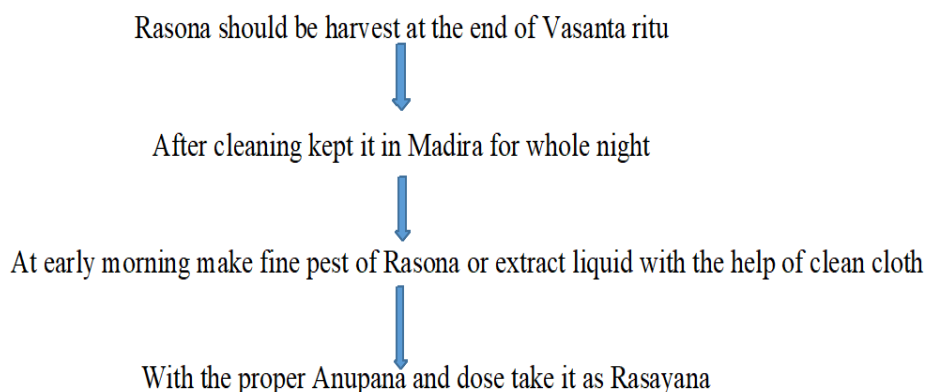 Rasona should be harvest at the end of Vasanta ritu
After cleaning kept it in Madira for whole night
At early morning make fine pest of Rasona or extract liquid with the help of clean cloth
With the proper Anupana and dose take it as Rasayana